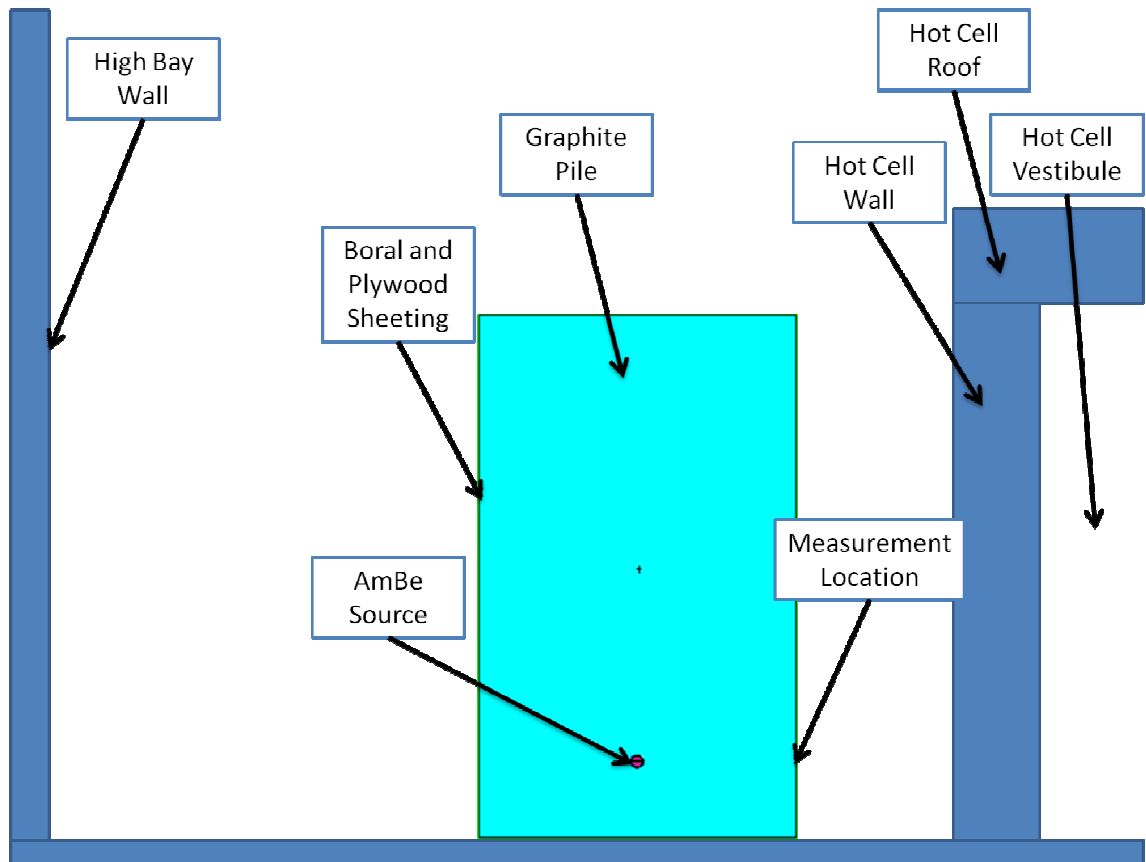 High Bay
Wall
Hot Cell
Roof
Graphite
Pile
Hot Cell
Vestibule
Hot Cell
Wall
Boral and
Plywood
Sheeting
Measurement
Location
AmBe
Source